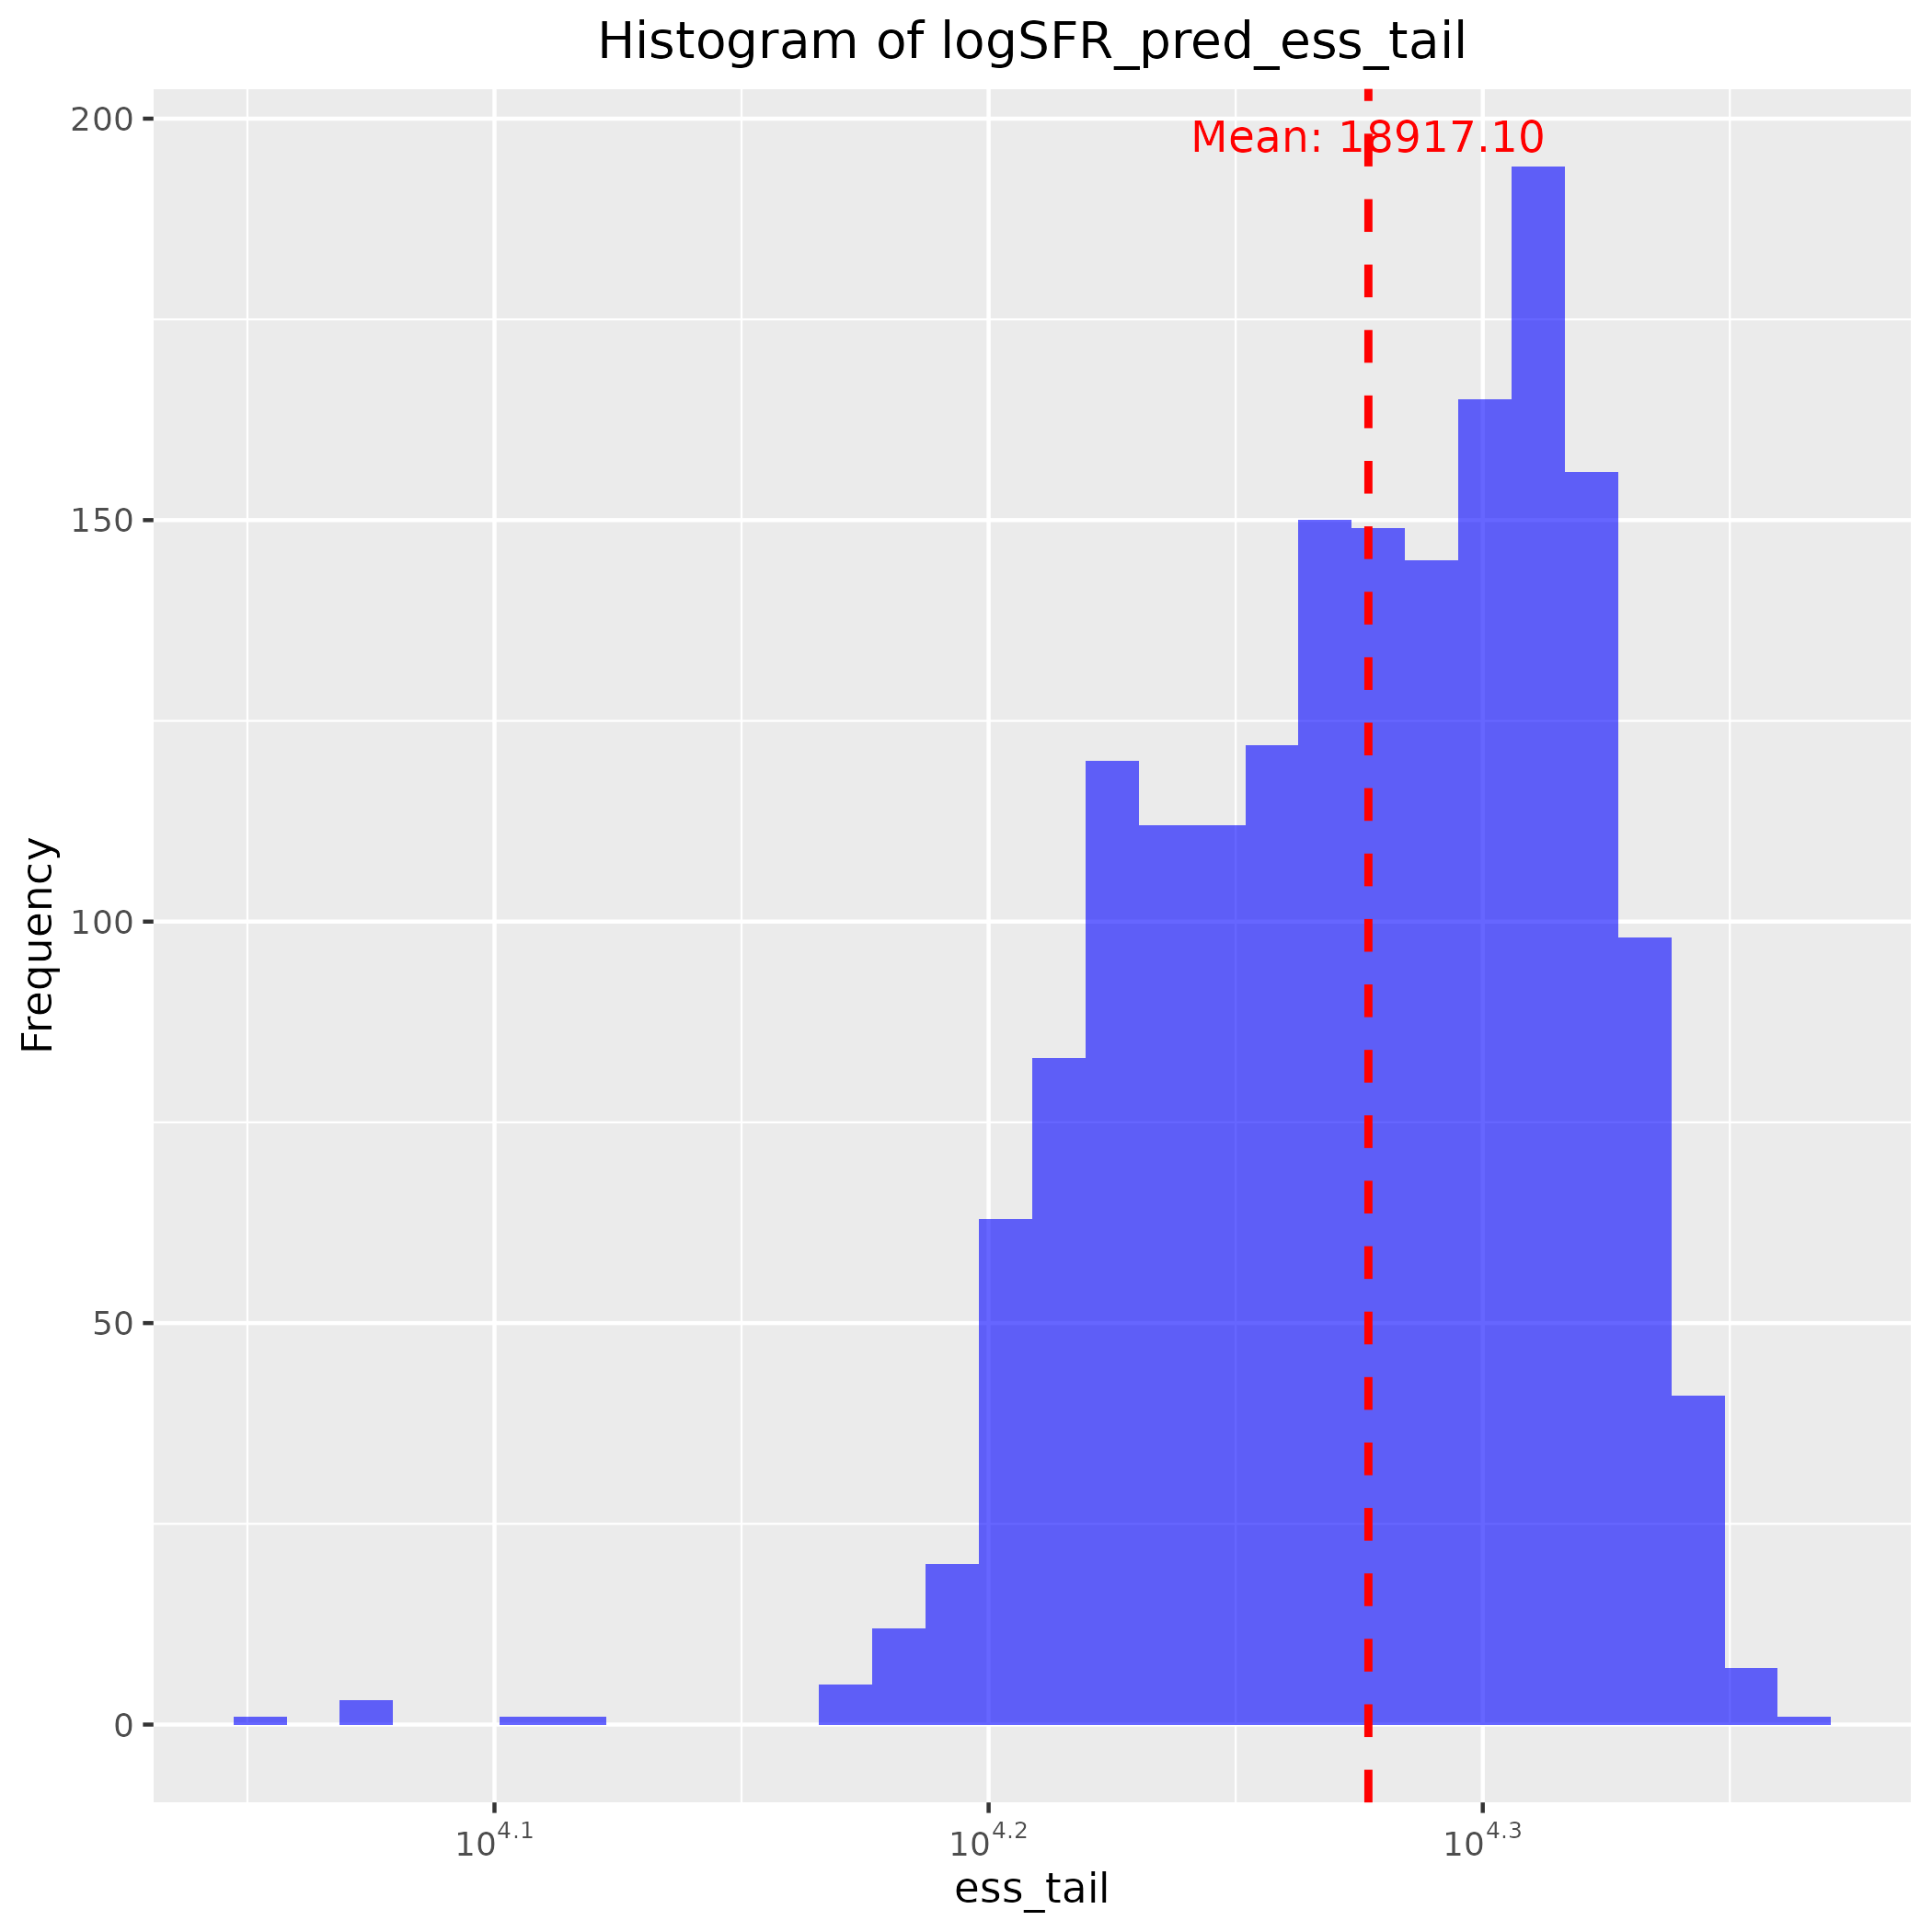 Histogram of logSFR_pred_ess_tail
Mean: 18917.10
Frequency
200
150
100
50
0
10^4.1 10^4.2 10^4.3
ess_tail